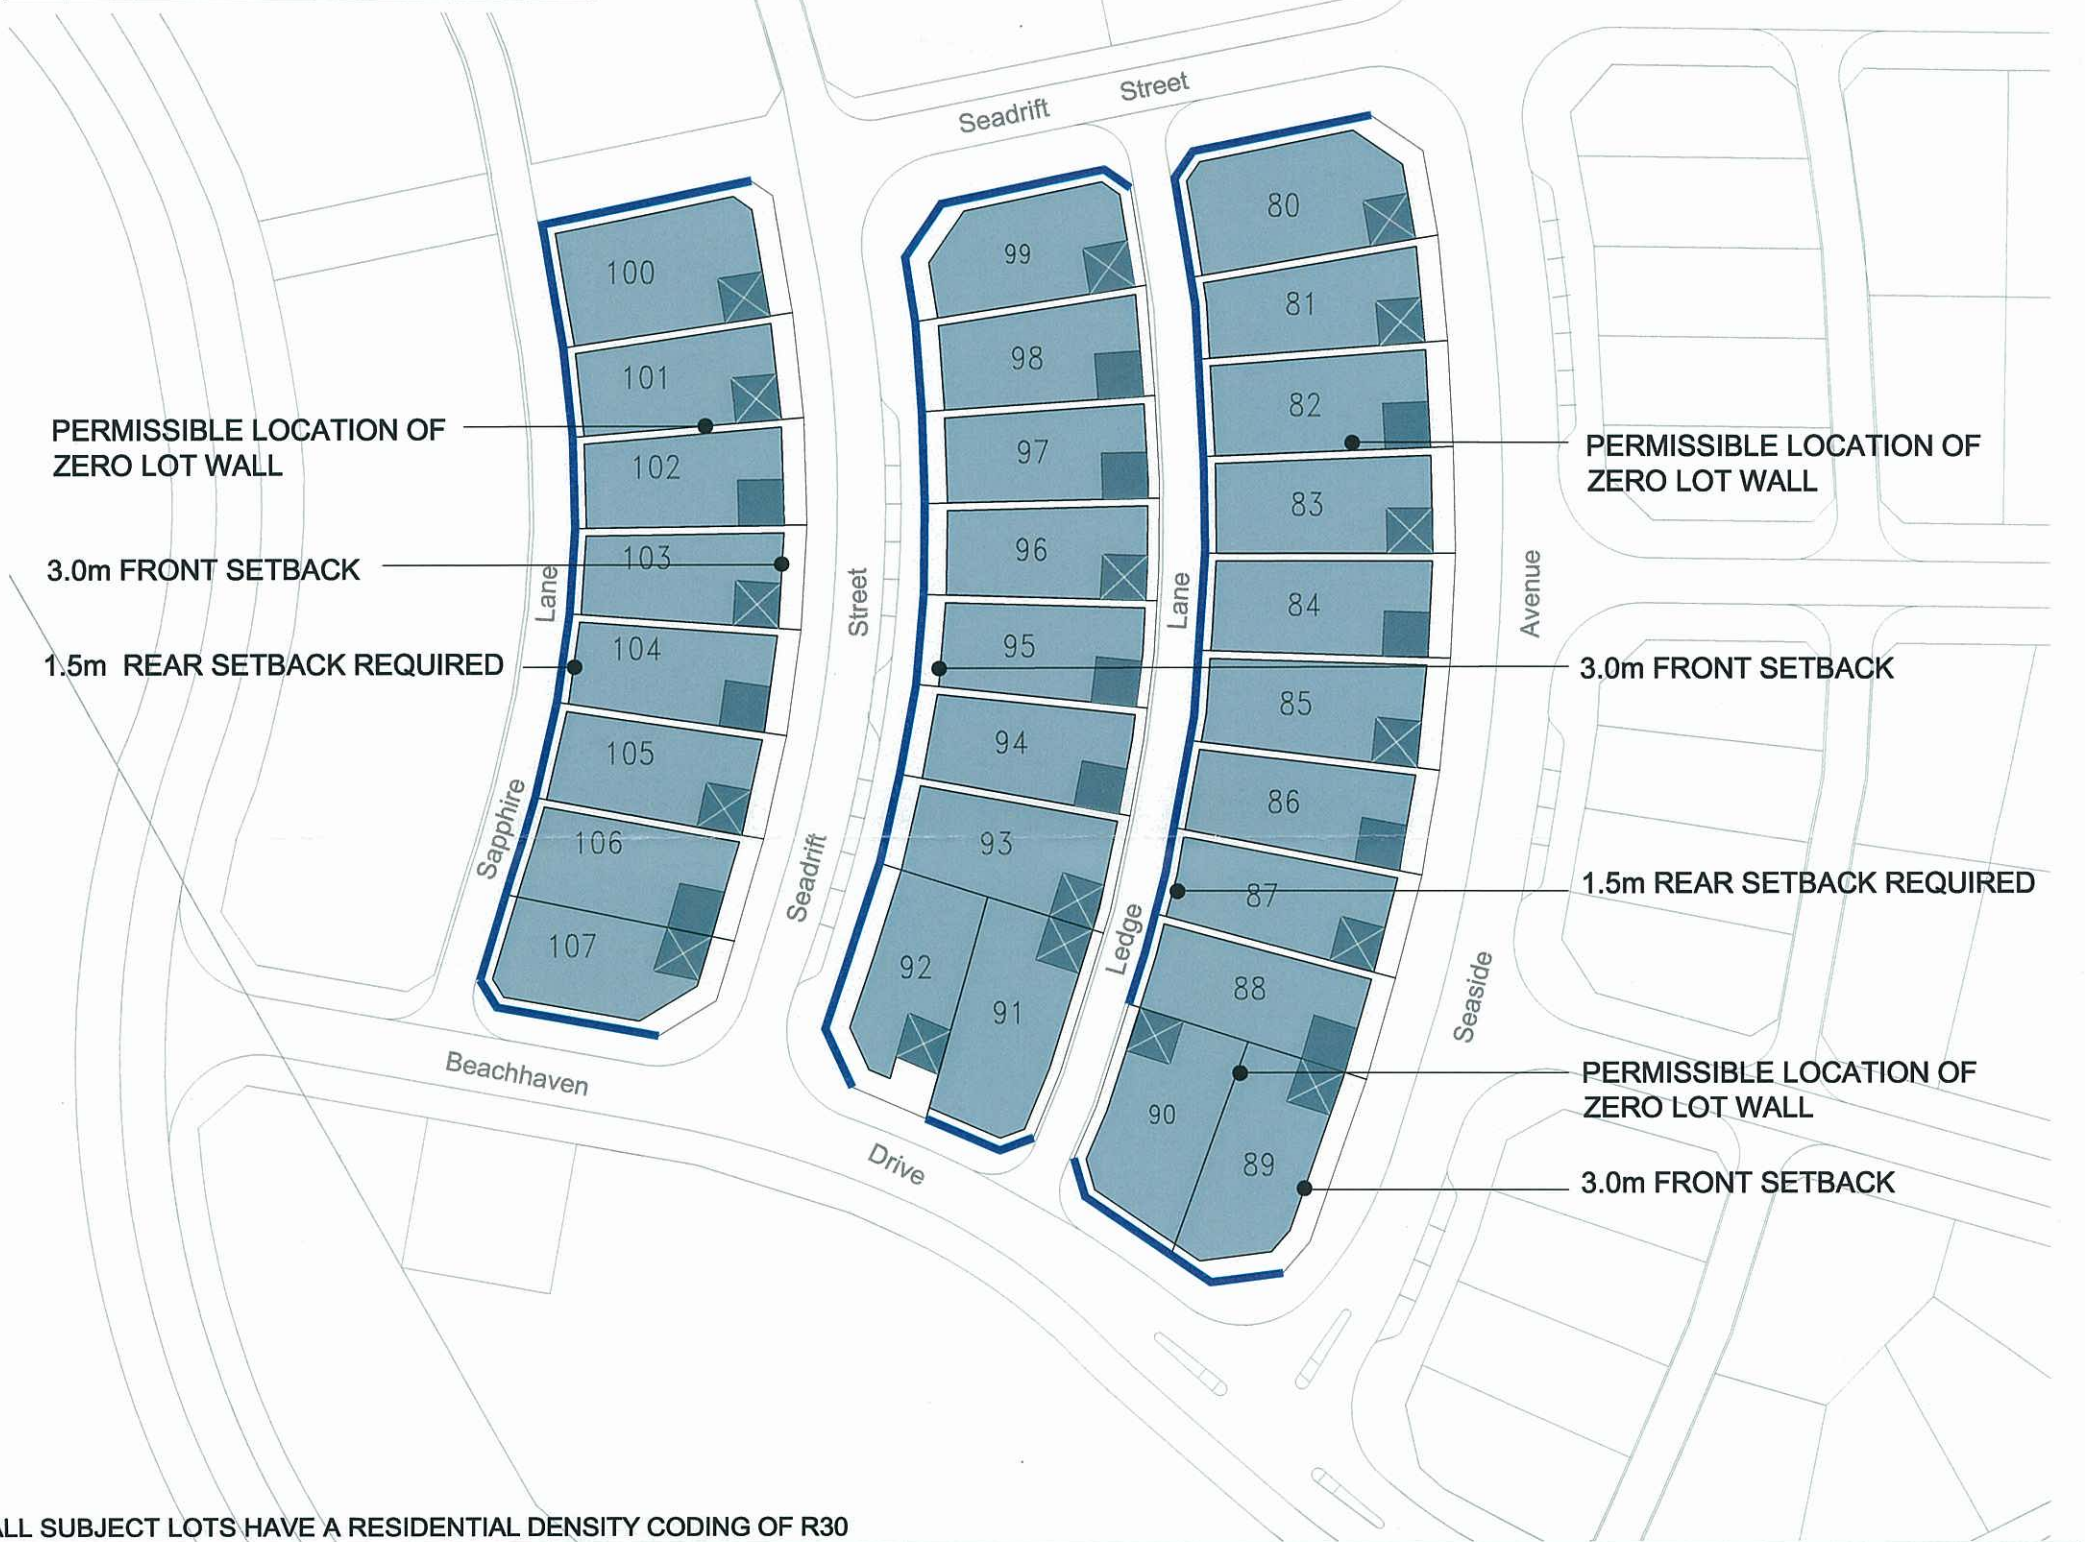 Seadrift Street
80
99
100
81
98
101
82
PERMISSIBLE LOCATION OF
ZERO LOT WALL
97
102
PERMISSIBLE LOCATION OF
ZERO LOT WALL
83
96
103
3.0m FRONT SETBACK
Lane
Street
Lane
Avenue
84
95
104
1.5m REAR SETBACK REQUIRED
3.0m FRONT SETBACK
85
94
105
86
93
106
Sapphire
Seadrift
87
1.5m REAR SETBACK REQUIRED
107
92
91
Ledge
88
Seaside
Beachhaven
Drive
90
89
PERMISSIBLE LOCATION OF
ZERO LOT WALL
3.0m FRONT SETBACK
ALL SUBJECT LOTS HAVE A RESIDENTIAL DENSITY CODING OF R30